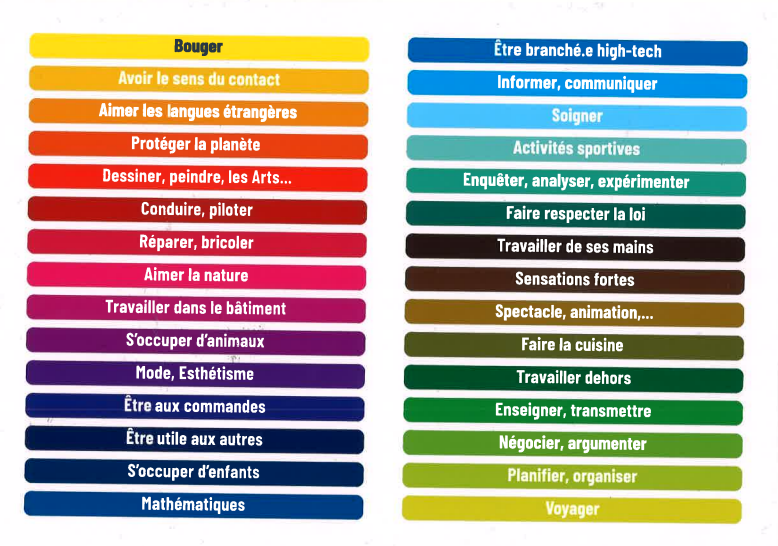 Bouger
Avoir le sens du contact
Aimer les langues étrangères
Protéger la planète
Dessiner, peindre, les Arts...
Conduire, piloter
Réparer, bricoler
Aimer la nature
Travailler dans le bâtiment
S'occuper d'animaux
Mode, Esthétisme
Être aux commandes
Être utile aux autres
S'occuper d'enfants
Mathématiques
Être branché.e high-tech
Informer, communiquer
Soigner
Activités sportives
Enquêter, analyser, expérimenter
Faire respecter la loi
Travailler de ses mains
Sensations fortes
Spectacle, animation,...
Faire la cuisine
Travailler dehors
Enseigner, transmettre
Négocier, argumenter
Planifier, organiser
Voyager